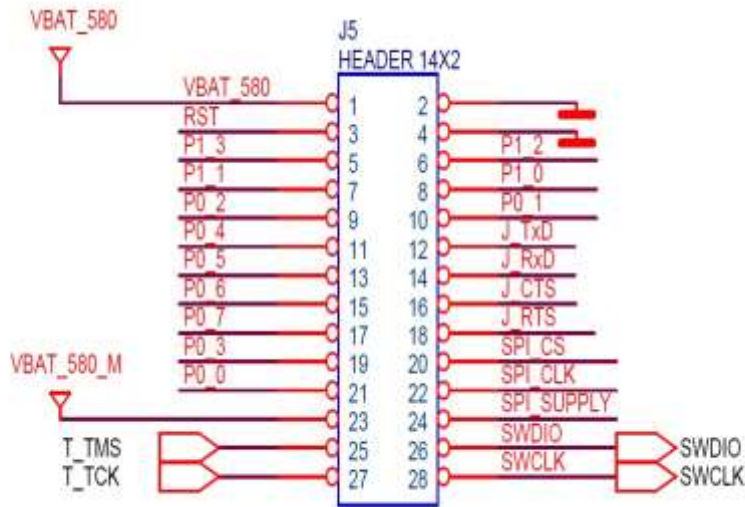 VBAT_580
J5
HEADER 14X2
VBAT_580 1 2
RST 3 4
P1_3 5 6 P1_2
P1_1 7 8 P1_0
P0_2 9 10 P0_1
P0_4 11 12 J_TxD
P0_5 13 14 J_RxD
P0_6 15 16 J_CTS
P0_7 17 18 J_RTS
P0_3 19 20 SPI_CS
P0_0 21 22 SPI_CLK
VBAT_580_M 23 24 SPI_SUPPLY
T_TMS 25 26 SWDIO SWDIO
T_TCK 27 28 SWCLK SWCLK